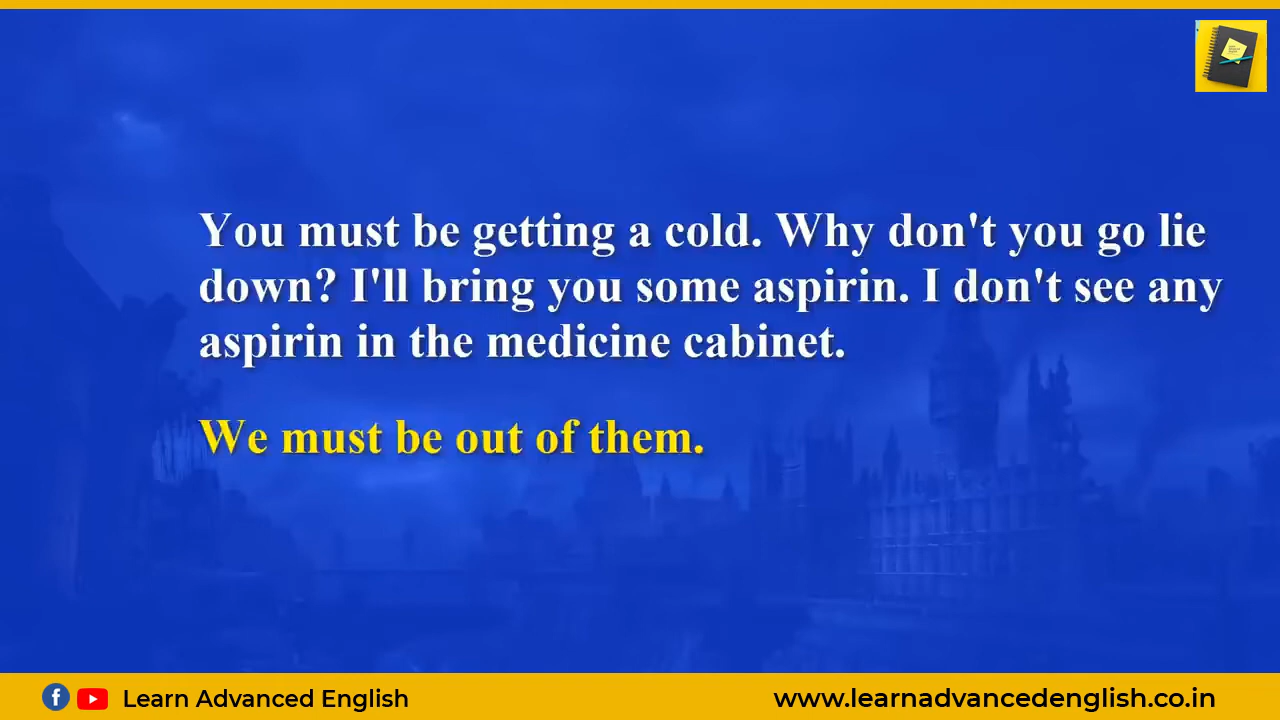 You must be getting a cold. Why don't you go lie
down? I'll bring you some aspirin. I don't see any
aspirin in the medicine cabinet.
We must be out of them.
Learn Advanced English
www.learnadvancedenglish.co.in